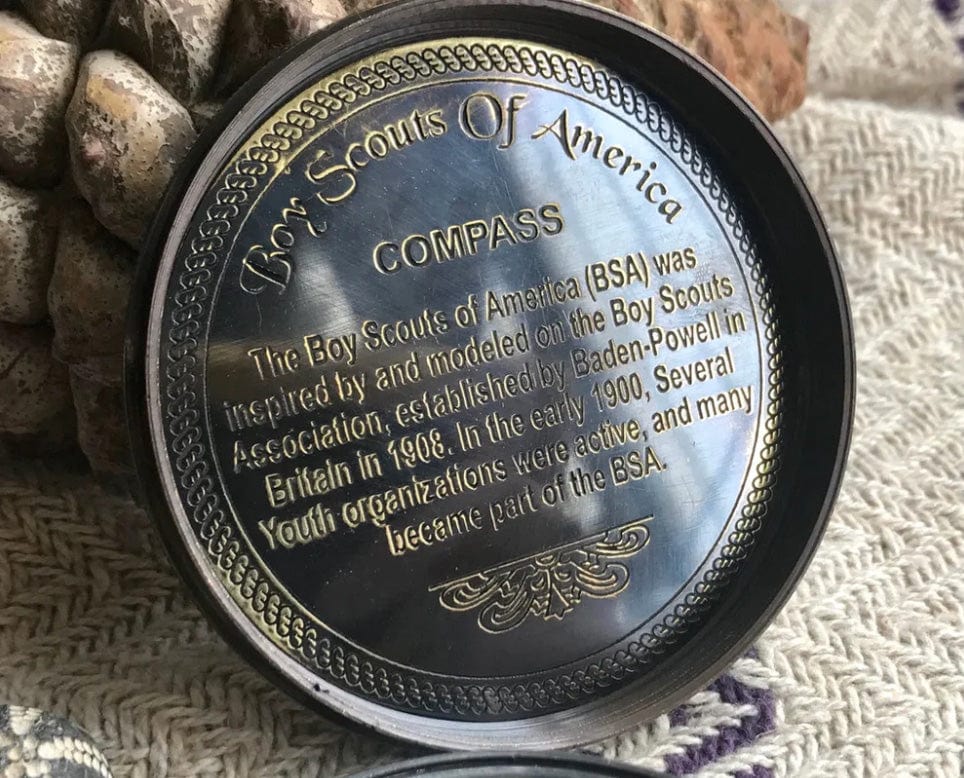 Boy Scouts Of America
COMPASS
The Boy Scouts of America (BSA) was
inspired by and modeled on the Boy Scouts
Association, established by Baden-Powell in
Britain in 1908. In the early 1900, Several
Youth organizations were active, and many
became part of the BSA.